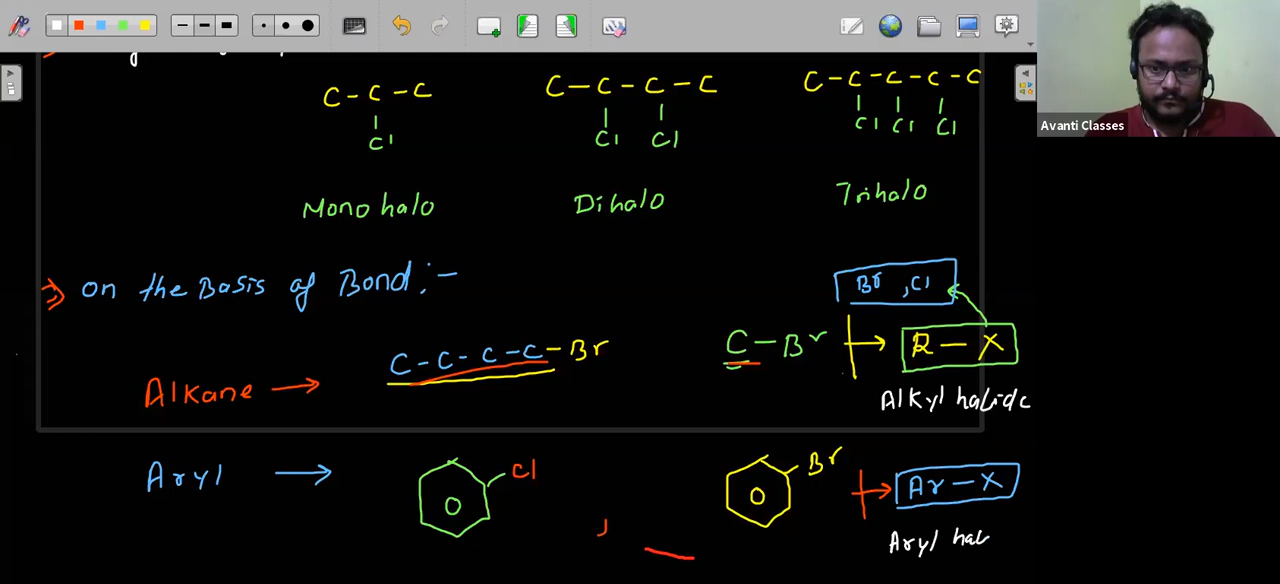 C - C - C
Cl
C - C - C - C
Cl Cl
C - C - C - C - C
Cl Cl Cl
Mono halo
Dihalo
Trihalo
Avanti Classes
⇒ on the Basis of Bond :-
Br , Cl
Alkane →
C - C - C - C - Br
C - Br → R - X
Alkyl halide
Aryl →
Cl
Br
→ Ar - X
Aryl hal